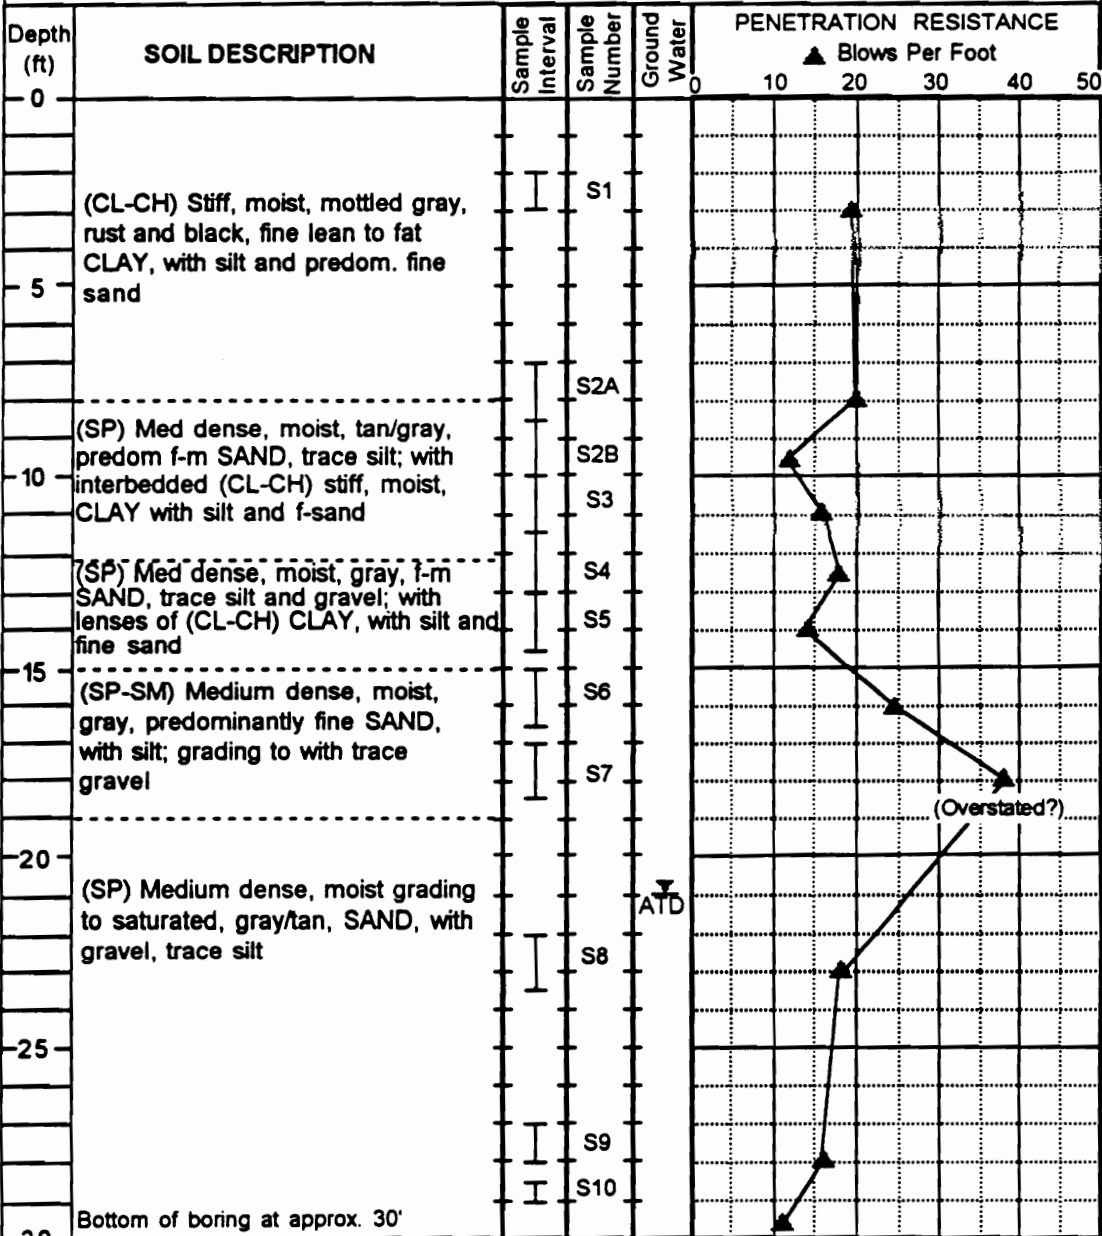 Depth
(ft)
SOIL DESCRIPTION
Sample
Interval
Sample
Number
Ground
Water
PENETRATION RESISTANCE
▲ Blows Per Foot
0 10 20 30 40 50
0
(CL-CH) Stiff, moist, mottled gray,
rust and black, fine lean to fat
CLAY, with silt and predom. fine
sand
S1
5
S2A
(SP) Med dense, moist, tan/gray,
predom f-m SAND, trace silt; with
interbedded (CL-CH) stiff, moist,
CLAY with silt and f-sand
S2B
10
S3
(SP) Med dense, moist, gray, f-m
SAND, trace silt and gravel; with
lenses of (CL-CH) CLAY, with silt and
fine sand
S4
S5
15
(SP-SM) Medium dense, moist,
gray, predominantly fine SAND,
with silt; grading to with trace
gravel
S6
S7
(Overstated?)
20
(SP) Medium dense, moist grading
to saturated, gray/tan, SAND, with
gravel, trace silt
ATD
S8
25
S9
S10
Bottom of boring at approx. 30'